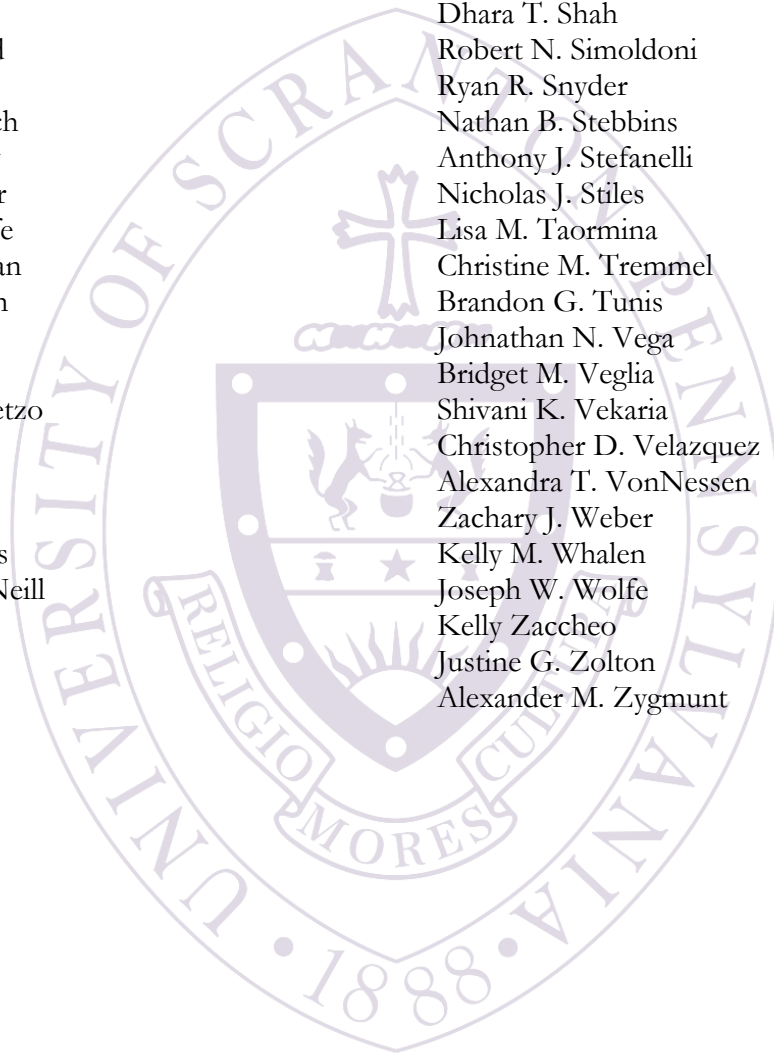 Dhara T. Shah
Robert N. Simoldoni
Ryan R. Snyder
Nathan B. Stebbins
Anthony J. Stefanelli
Nicholas J. Stiles
Lisa M. Taormina
Christine M. Tremmel
Brandon G. Tunis
Johnathan N. Vega
Bridget M. Veglia
Shivani K. Vekaria
Christopher D. Velazquez
Alexandra T. VonNessen
Zachary J. Weber
Kelly M. Whalen
Joseph W. Wolfe
Kelly Zaccheo
Justine G. Zolton
Alexander M. Zygmunt
UNIVERSITY OF SCRANTON PENNSYLVANIA
RELIGIO MORES CULTURA
• 1888 •